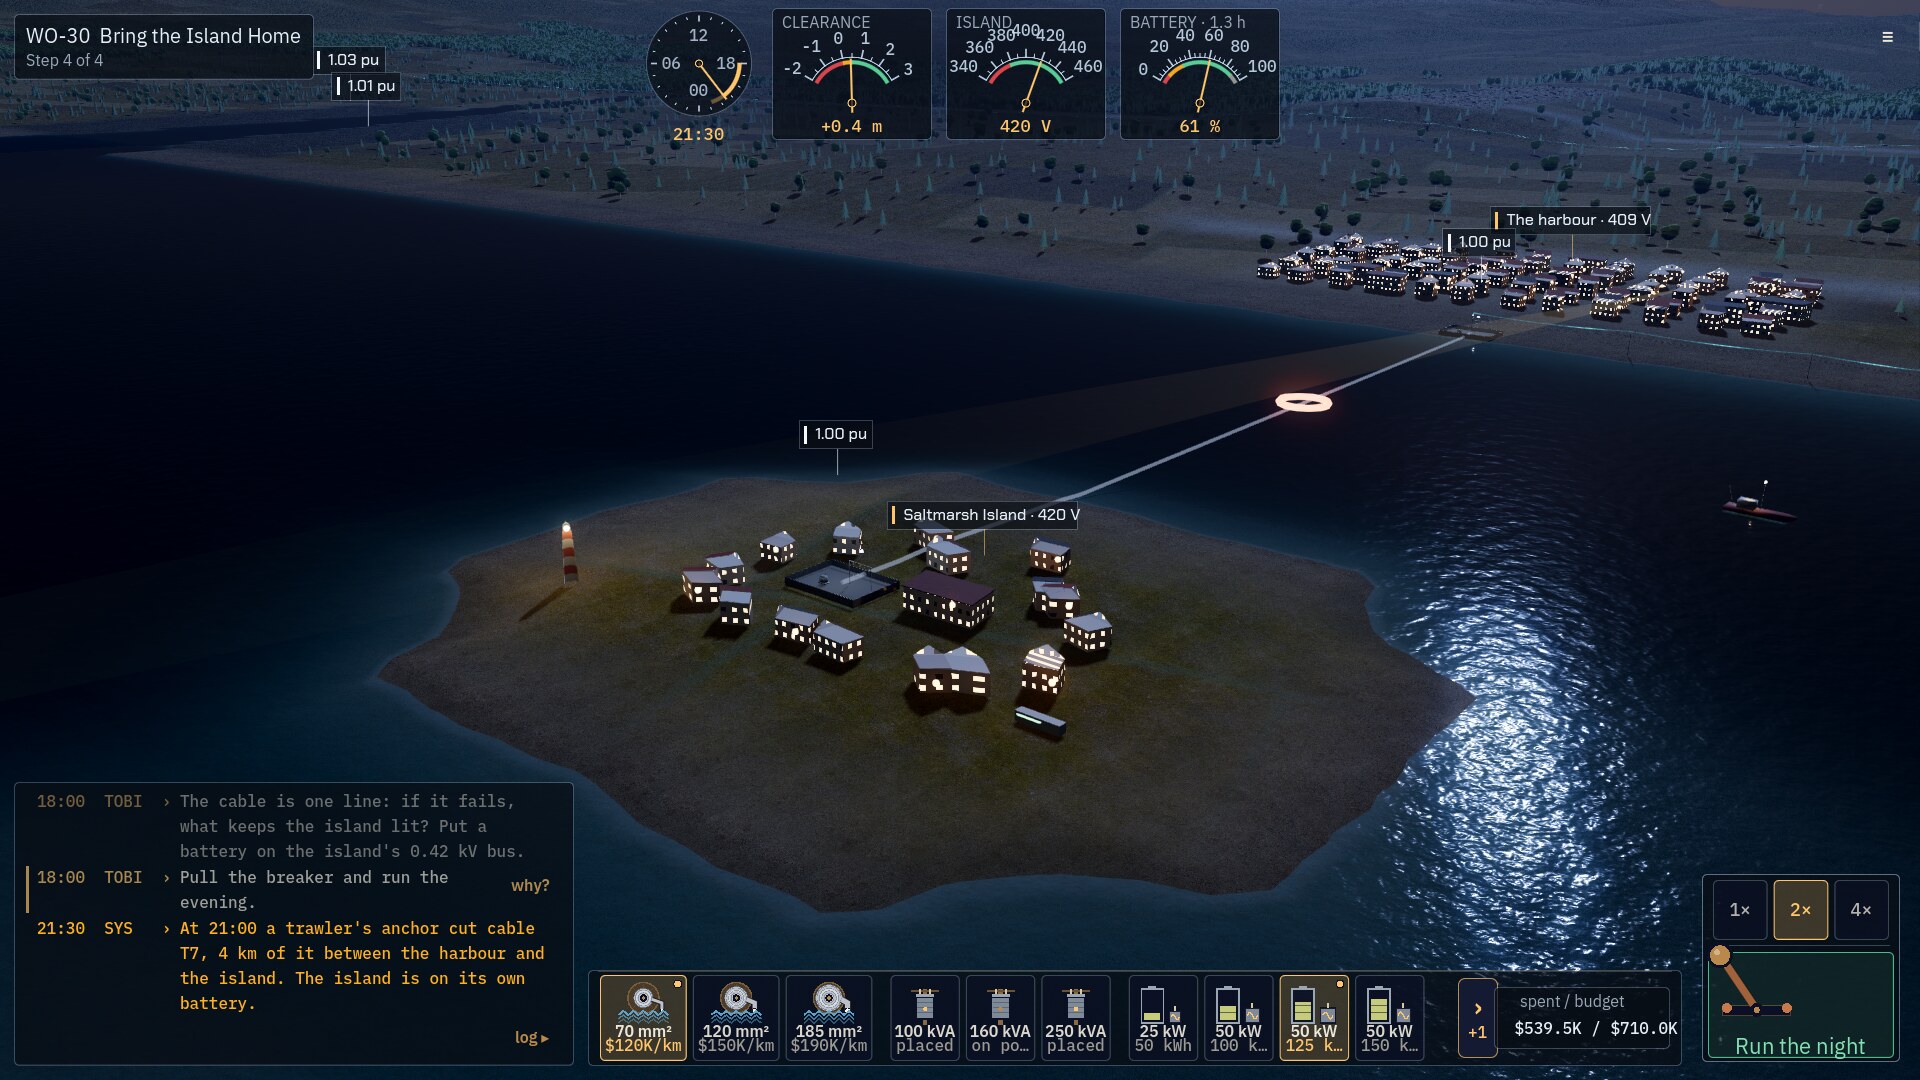 WO-30 Bring the Island Home
Step 4 of 4
1.03 pu
1.01 pu
12
06
18
00
21:30
CLEARANCE
-2
-1
0
1
2
3
+0.4 m
ISLAND
340
360
380
400
420
440
460
420 V
BATTERY · 1.3 h
0
20
40
60
80
100
61 %
≡
The harbour · 409 V
1.00 pu
1.00 pu
Saltmarsh Island · 420 V
18:00 TOBI › The cable is one line: if it fails,
what keeps the island lit? Put a
battery on the island's 0.42 kV bus.
18:00 TOBI › Pull the breaker and run the
evening.
why?
21:30 SYS › At 21:00 a trawler's anchor cut cable
T7, 4 km of it between the harbour and
the island. The island is on its own
battery.
log ▸
70 mm²
$120K/km
120 mm²
$150K/km
185 mm²
$190K/km
100 kVA
placed
160 kVA
on po…
250 kVA
placed
25 kW
50 kWh
50 kW
100 k…
50 kW
125 k…
50 kW
150 k…
›
+1
spent / budget
$539.5K / $710.0K
1×
2×
4×
Run the night